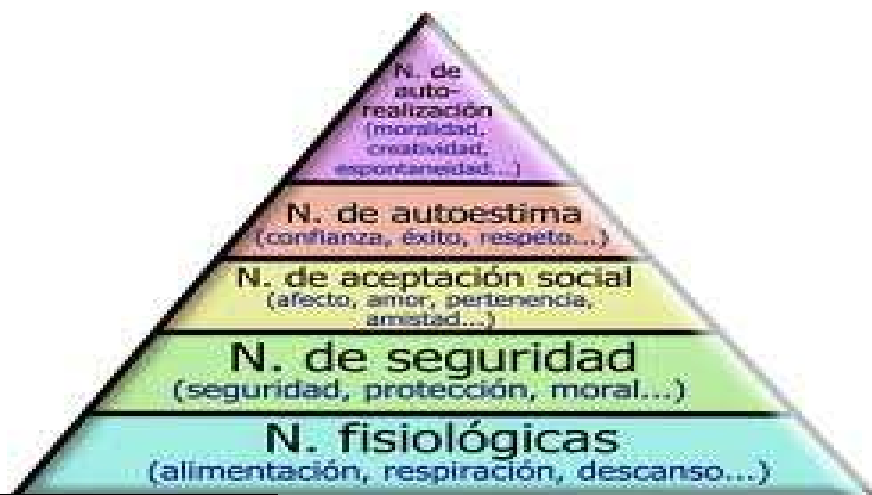 N. de
auto-
realización
(moralidad,
creatividad,
espontaneidad...)
N. de autoestima
(confianza, éxito, respeto...)
N. de aceptación social
(afecto, amor, pertenencia,
amistad...)
N. de seguridad
(seguridad, protección, moral...)
N. fisiológicas
(alimentación, respiración, descanso...)